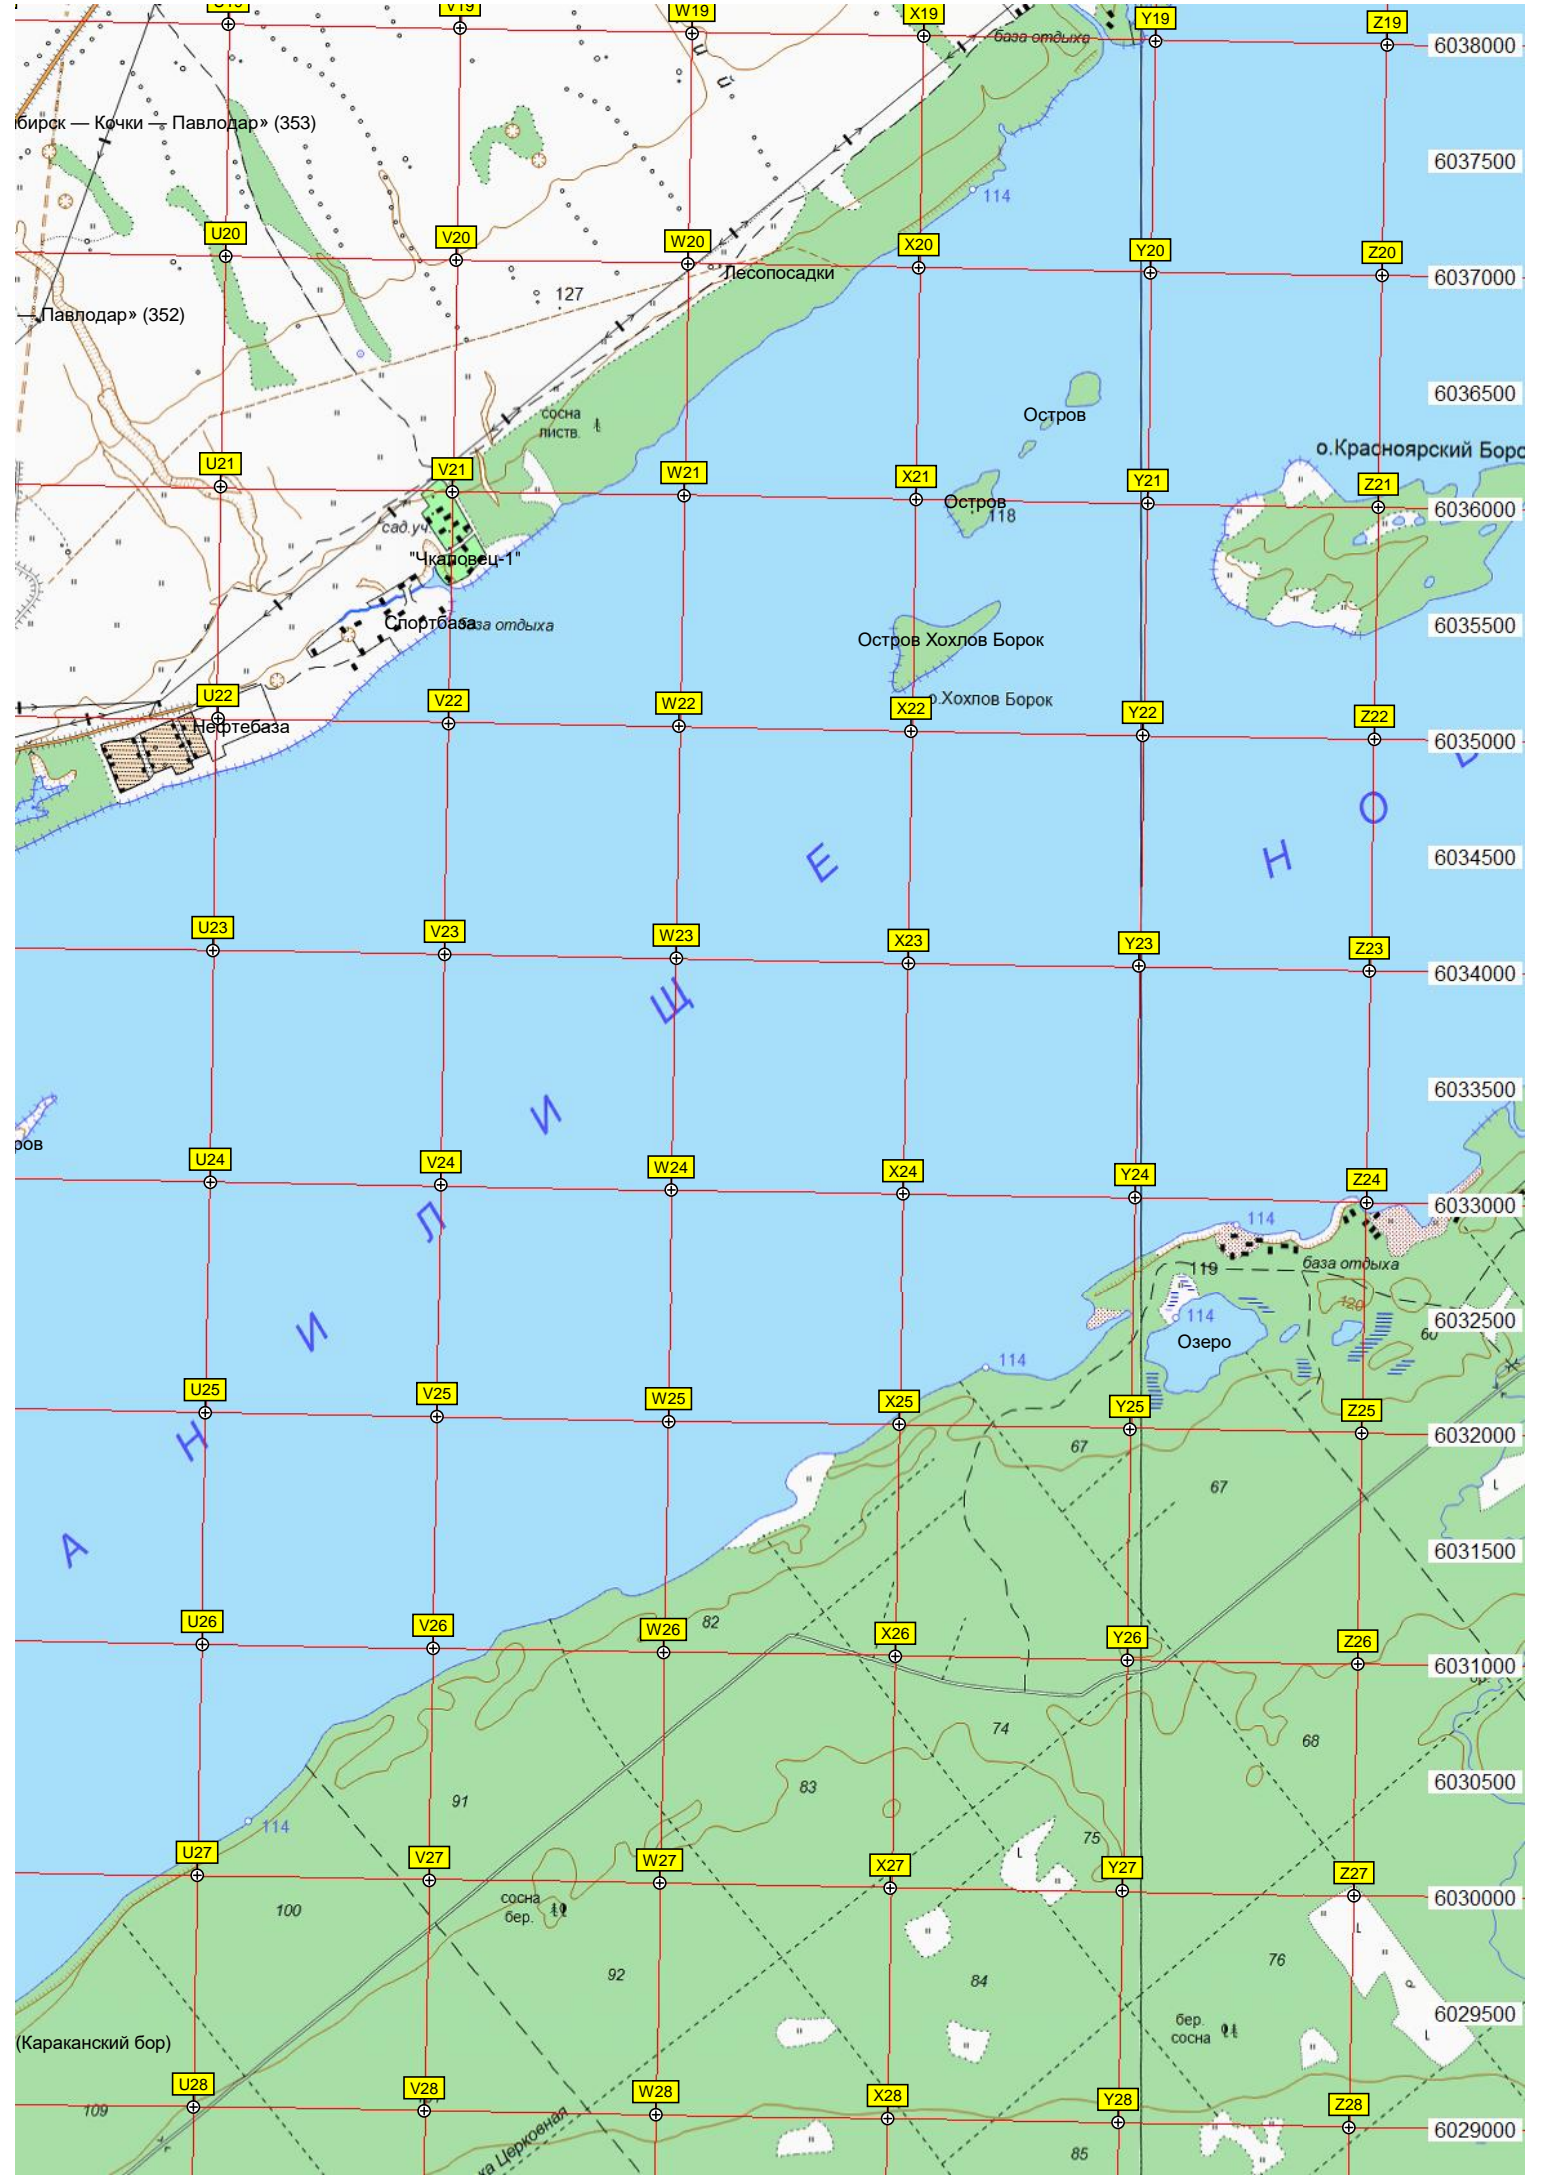 U19
V19
W19
X19
Y19
Z19
база отдыха
6038000
и
й
бирск — Кочки — Павлодар» (353)
6037500
114
U20
V20
W20
X20
Y20
Z20
Лесопосадки
6037000
127
— Павлодар» (352)
6036500
сосна
листв.
Остров
о.Красноярский Боро
U21
V21
W21
X21
Y21
Z21
Остров
118
6036000
сад.уч.
"Чкаловец-1"
Спортбаза
база отдыха
6035500
Остров Хохлов Борок
о.Хохлов Борок
U22
V22
W22
X22
Y22
Z22
Нефтебаза
6035000
О
Е
Н
6034500
U23
V23
W23
X23
Y23
Z23
6034000
Щ
И
6033500
ров
U24
V24
W24
X24
Y24
Z24
6033000
Л
114
119
база отдыха
120
114
6032500
60
И
Озеро
114
U25
V25
W25
X25
Y25
Z25
6032000
Н
67
67
L
А
6031500
82
U26
V26
W26
X26
Y26
Z26
6031000
74
68
83
91
6030500
114
75
U27
V27
W27
X27
Y27
Z27
L
6030000
сосна
бер.
100
L
92
84
76
бер.
сосна
6029500
L
(Караканский бор)
U28
V28
W28
X28
Y28
Z28
109
ка Церковная
6029000
85